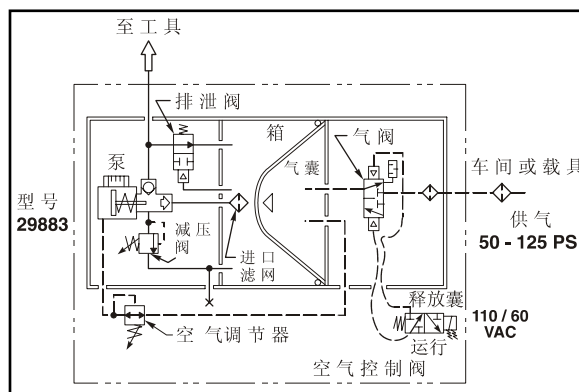 至工具
排泄阀
箱
气阀
泵
气囊
车间或载具
型号
29883
减压
阀
进口
滤网
供气
50 - 125 PS
释放囊
110 / 60
VAC
空气调节器
运行
空气控制阀